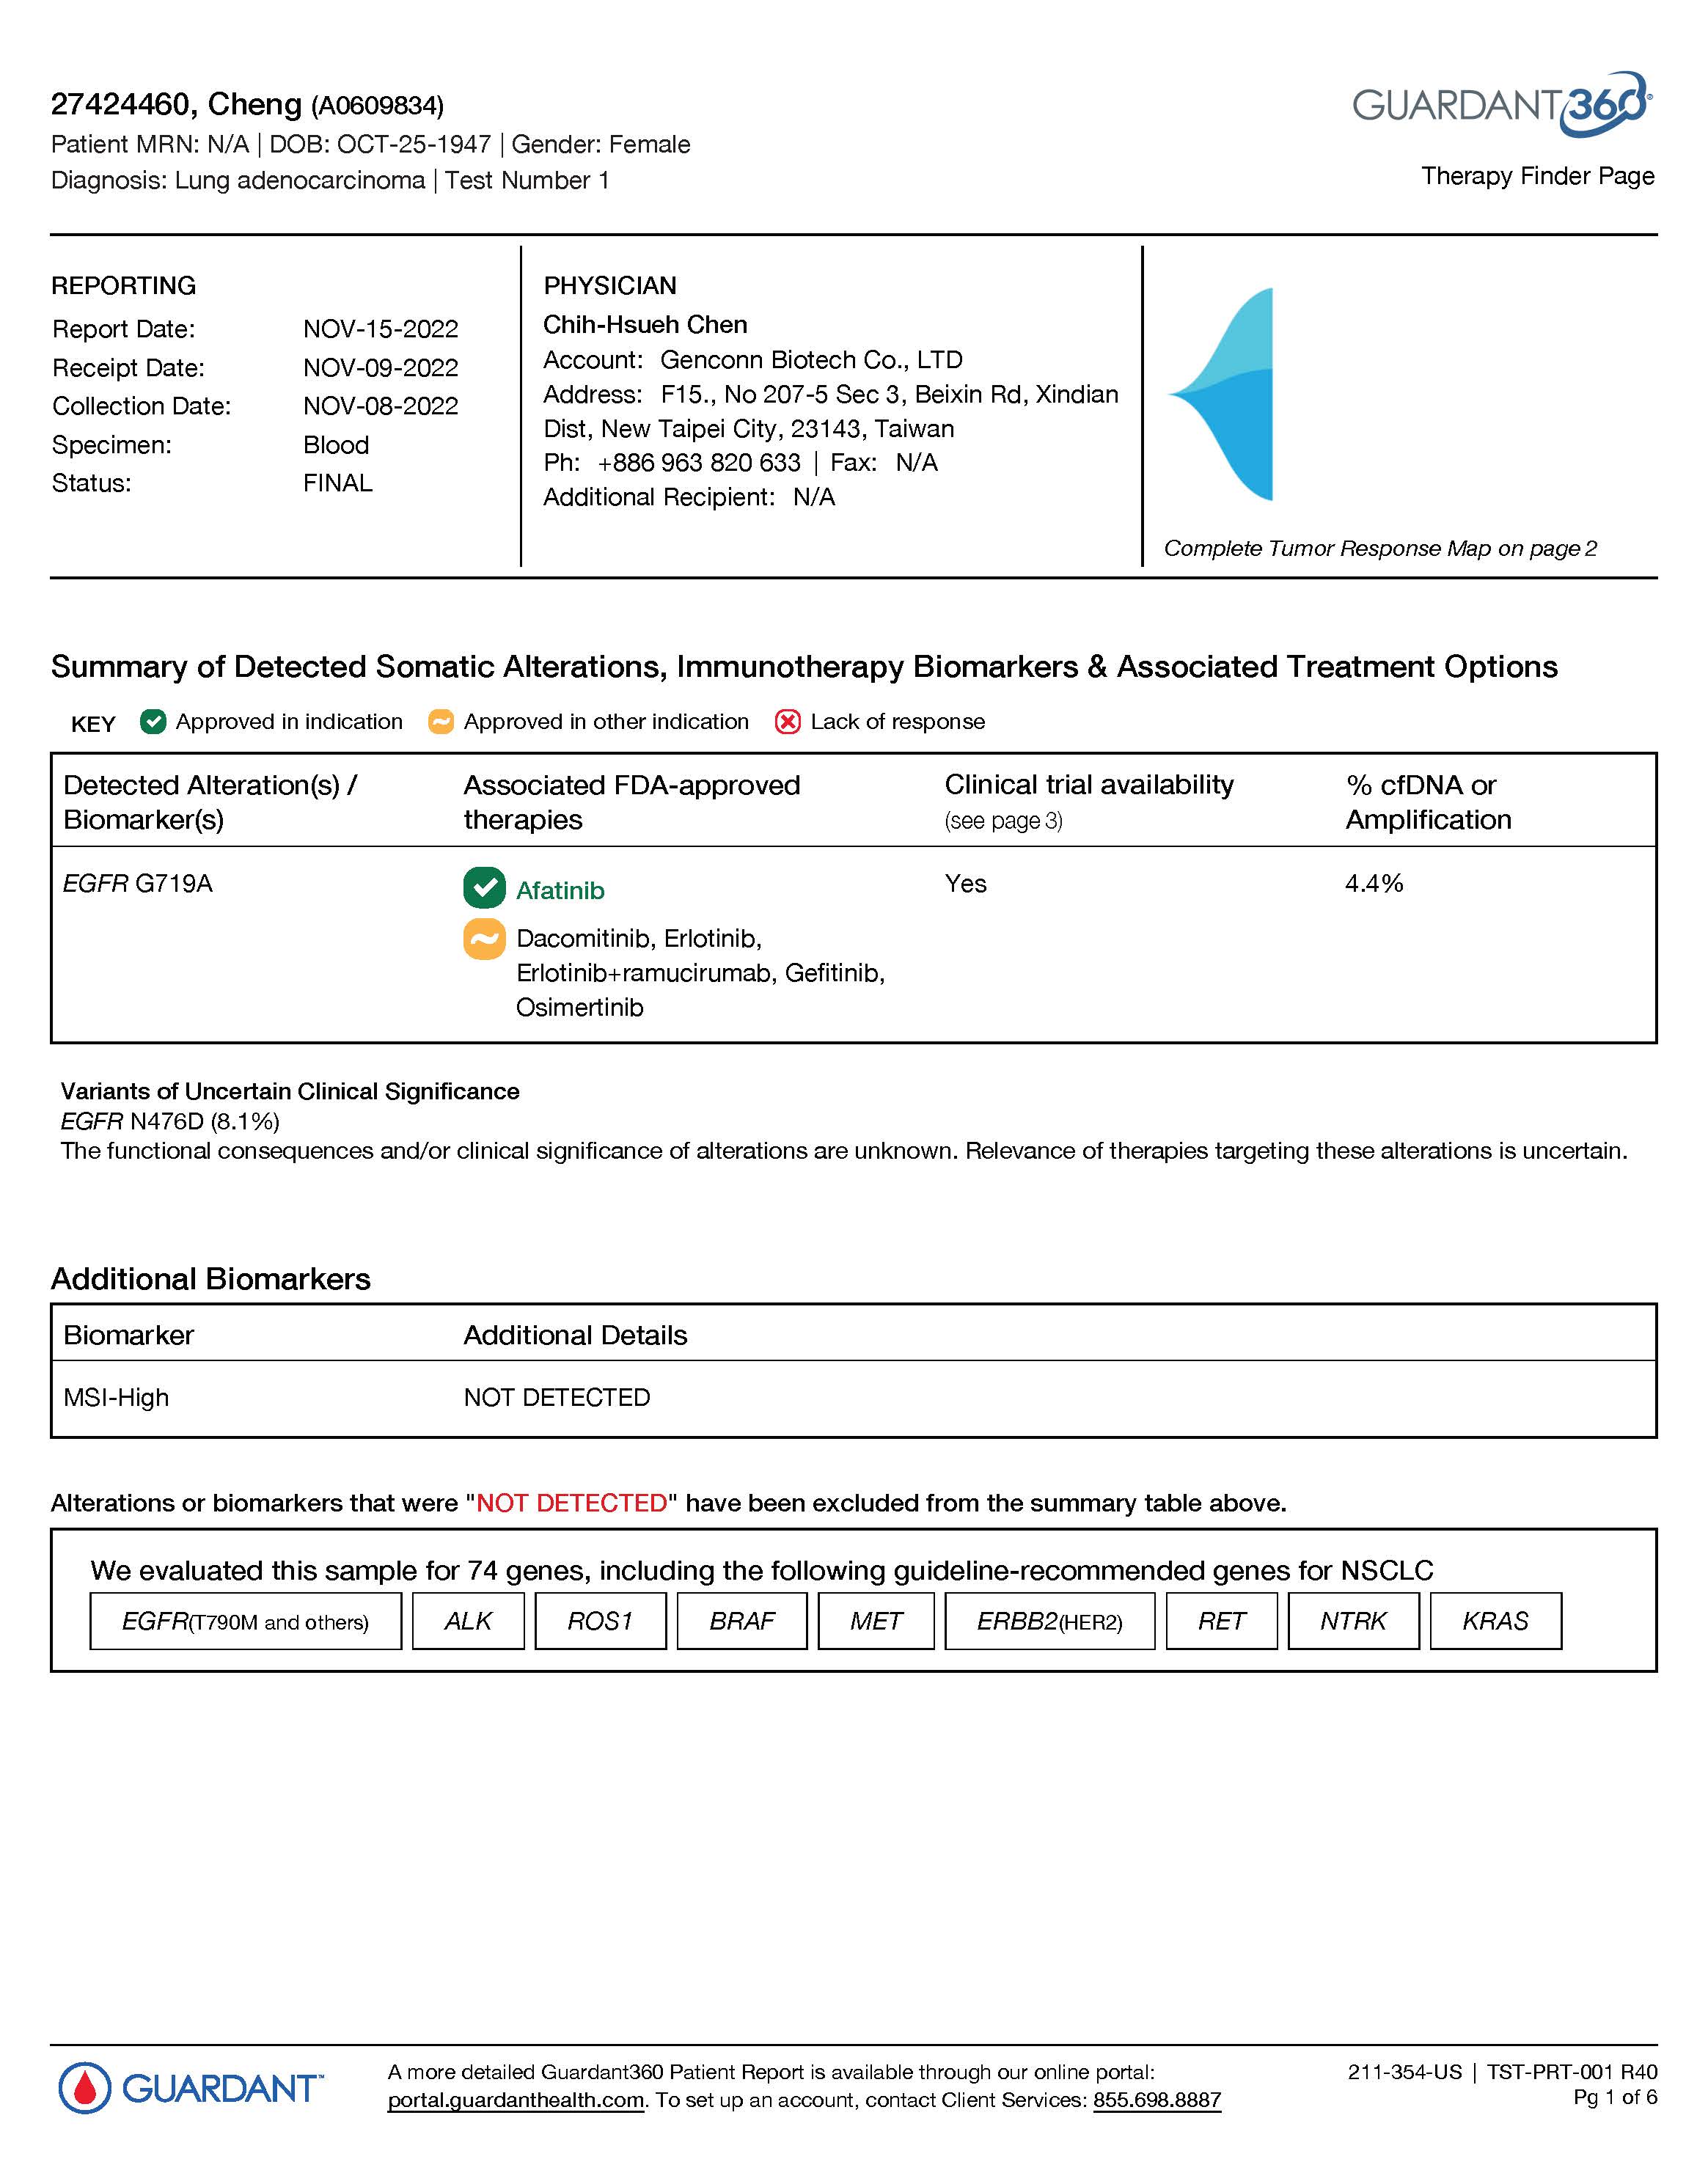 27424460, Cheng (A0609834)
Patient MRN: N/A | DOB: OCT-25-1947 | Gender: Female
Diagnosis: Lung adenocarcinoma | Test Number 1
GUARDANT360®
Therapy Finder Page
REPORTING
Report Date: NOV-15-2022
Receipt Date: NOV-09-2022
Collection Date: NOV-08-2022
Specimen: Blood
Status: FINAL
PHYSICIAN
Chih-Hsueh Chen
Account: Genconn Biotech Co., LTD
Address: F15., No 207-5 Sec 3, Beixin Rd, Xindian
Dist, New Taipei City, 23143, Taiwan
Ph: +886 963 820 633 | Fax: N/A
Additional Recipient: N/A
Complete Tumor Response Map on page 2
Summary of Detected Somatic Alterations, Immunotherapy Biomarkers & Associated Treatment Options
KEY Approved in indication Approved in other indication Lack of response
Detected Alteration(s) / Biomarker(s)
Associated FDA-approved therapies
Clinical trial availability (see page 3)
% cfDNA or Amplification
EGFR G719A
Afatinib
Dacomitinib, Erlotinib,
Erlotinib+ramucirumab, Gefitinib,
Osimertinib
Yes
4.4%
Variants of Uncertain Clinical Significance
EGFR N476D (8.1%)
The functional consequences and/or clinical significance of alterations are unknown. Relevance of therapies targeting these alterations is uncertain.
Additional Biomarkers
Biomarker Additional Details
MSI-High NOT DETECTED
Alterations or biomarkers that were "NOT DETECTED" have been excluded from the summary table above.
We evaluated this sample for 74 genes, including the following guideline-recommended genes for NSCLC
EGFR(T790M and others) ALK ROS1 BRAF MET ERBB2(HER2) RET NTRK KRAS
GUARDANT™
A more detailed Guardant360 Patient Report is available through our online portal:
portal.guardanthealth.com. To set up an account, contact Client Services: 855.698.8887
211-354-US | TST-PRT-001 R40
Pg 1 of 6